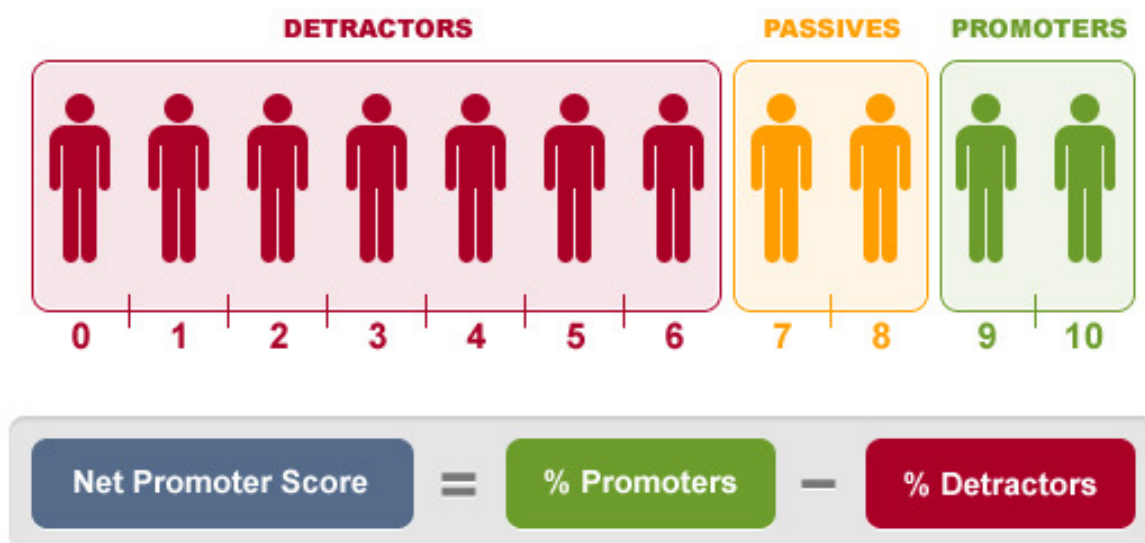 DETRACTORS PASSIVES PROMOTERS
0 1 2 3 4 5 6 7 8 9 10
Net Promoter Score = % Promoters − % Detractors